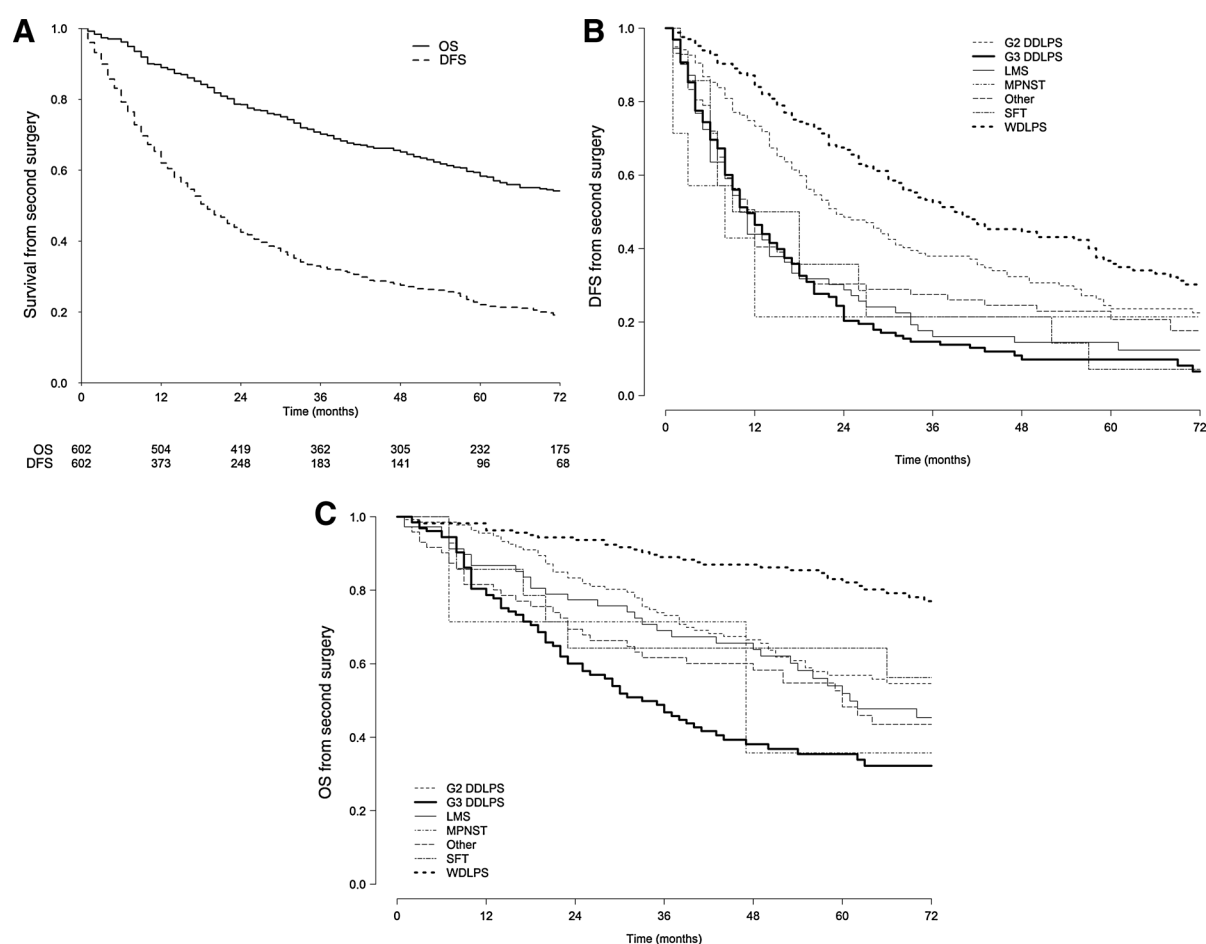 A
1.0
0.8
0.6
0.4
0.2
0.0
Survival from second surgery
OS
DFS
0 12 24 36 48 60 72
Time (months)
OS 602 504 419 362 305 232 175
DFS 602 373 248 183 141 96 68
B
1.0
0.8
0.6
0.4
0.2
0.0
DFS from second surgery
G2 DDLPS
G3 DDLPS
LMS
MPNST
Other
SFT
WDLPS
0 12 24 36 48 60 72
Time (months)
C
1.0
0.8
0.6
0.4
0.2
0.0
OS from second surgery
G2 DDLPS
G3 DDLPS
LMS
MPNST
Other
SFT
WDLPS
0 12 24 36 48 60 72
Time (months)